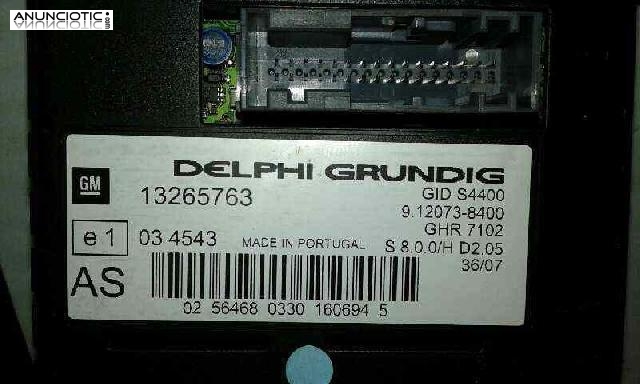 ANUNCIOTIC
DELPHI GRUNDIG
GM
13265763
GID S4400
9.12073-8400
GHR 7102
e 1
03 4543
MADE IN PORTUGAL
S 8.0.0/H D2.05
36/07
AS
02 56468 0330 160694 5